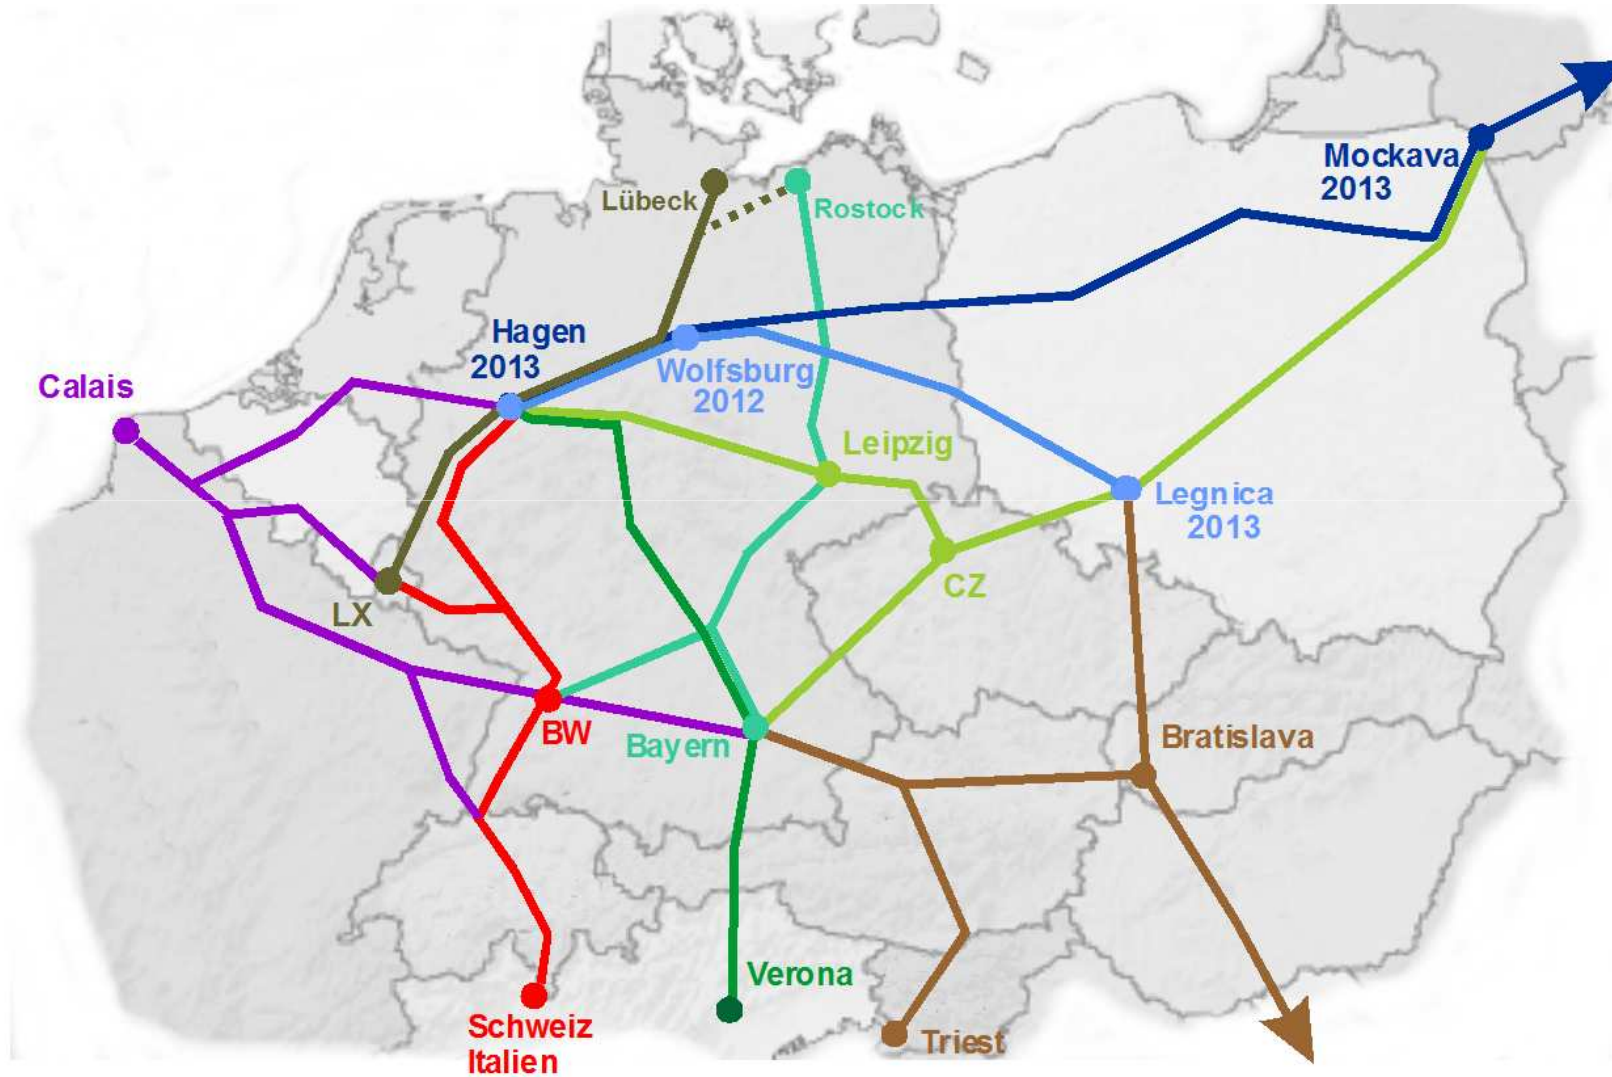 Mockava
2013
Lübeck
Rostock
Hagen
2013
Wolfsburg
2012
Calais
Leipzig
Legnica
2013
CZ
LX
BW
Bayern
Bratislava
Verona
Schweiz
Italien
Triest